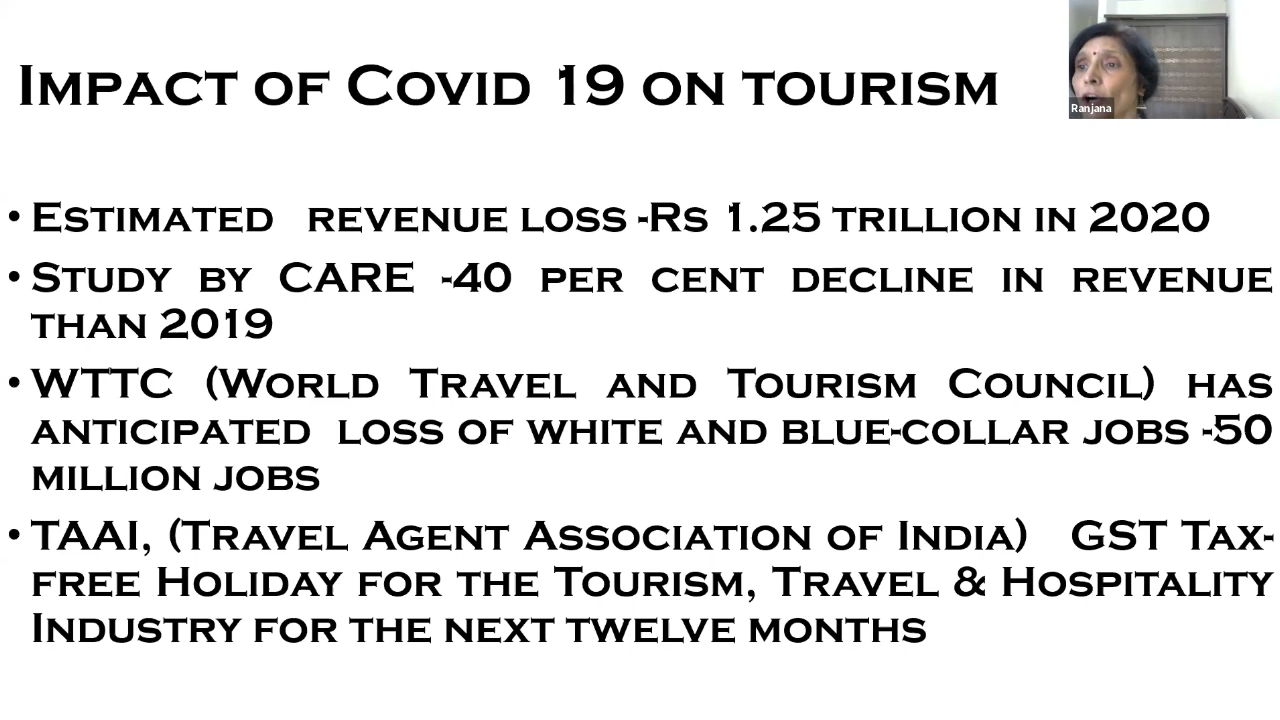 Impact of Covid 19 on tourism
Ranjana
• Estimated revenue loss -Rs 1.25 trillion in 2020
• Study by CARE -40 per cent decline in revenue
than 2019
• WTTC (World Travel and Tourism Council) has
anticipated loss of white and blue-collar jobs -50
million jobs
• TAAI, (Travel Agent Association of India) GST Tax-
free Holiday for the Tourism, Travel & Hospitality
Industry for the next twelve months